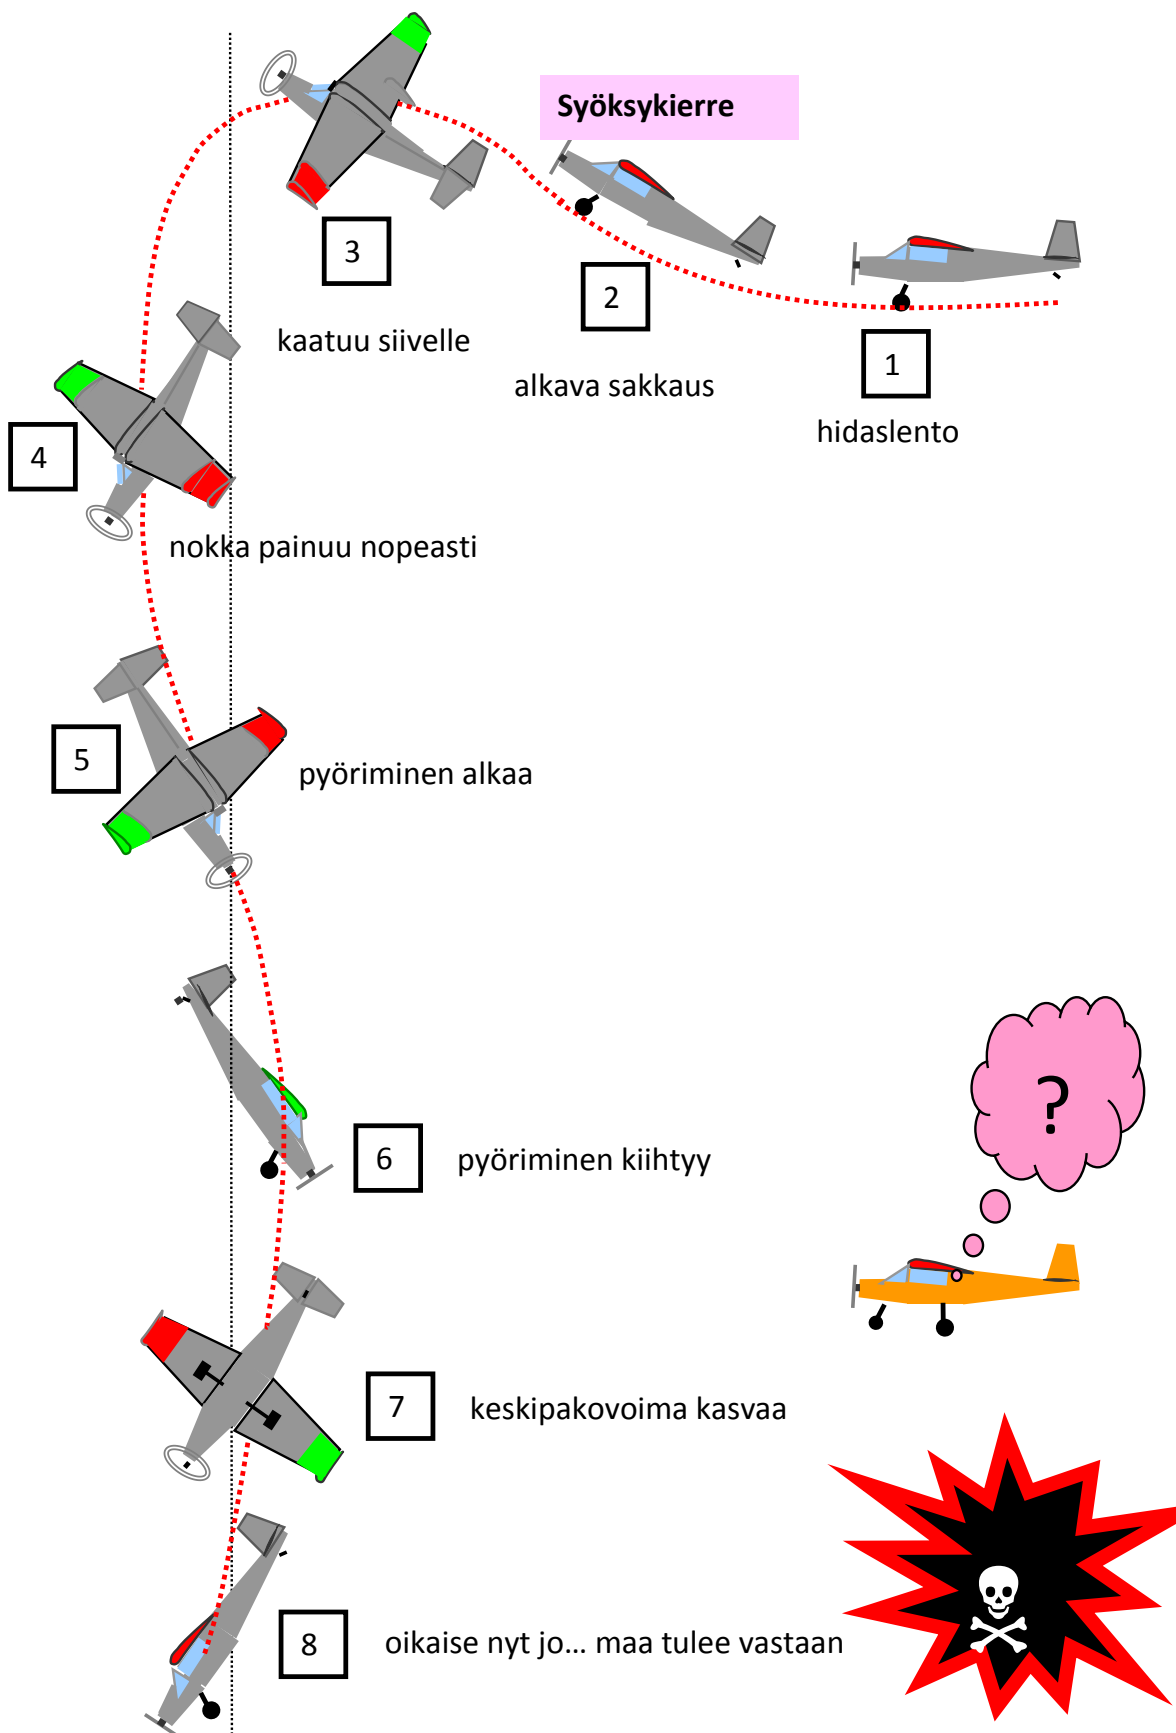 Syöksykierre
3
kaatuu siivelle
2
alkava sakkaus
1
hidaslento
4
nokka painuu nopeasti
5
pyöriminen alkaa
6
pyöriminen kiihtyy
?
7
keskipakovoima kasvaa
8
oikaise nyt jo... maa tulee vastaan